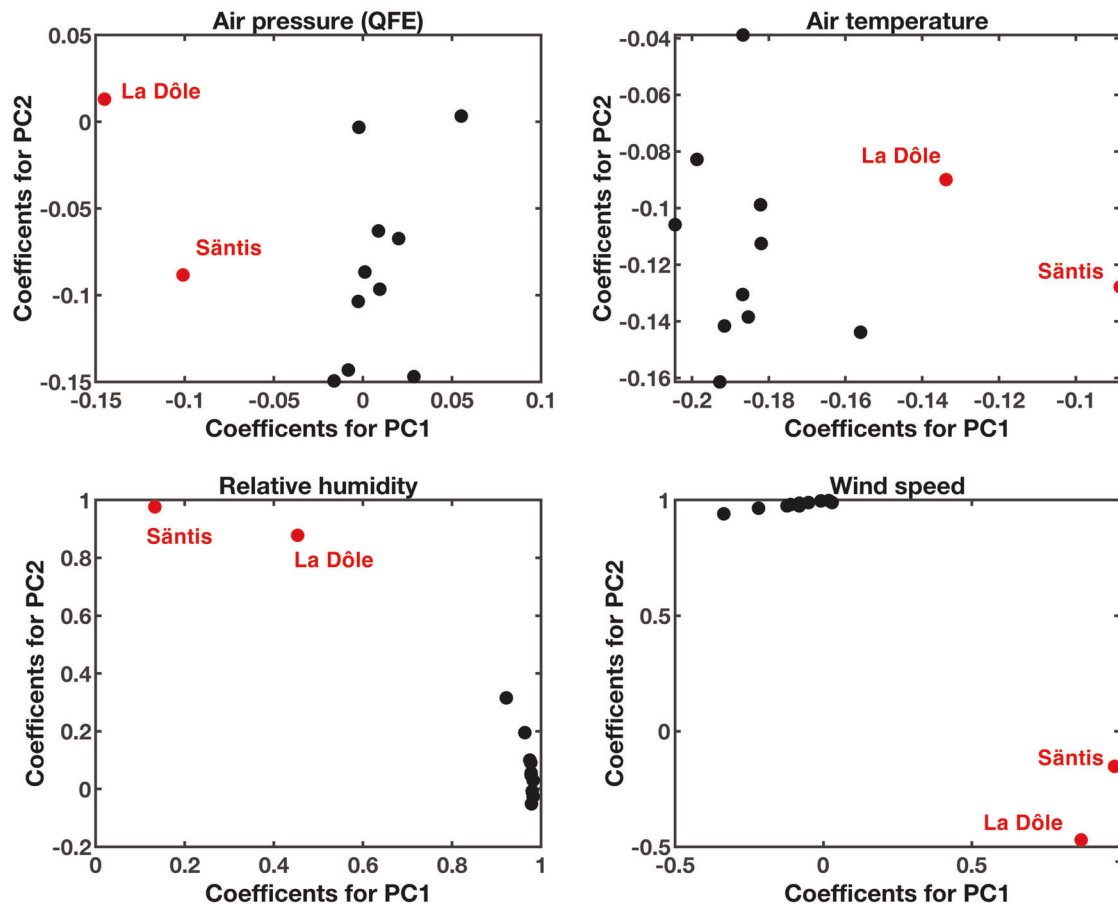 Air pressure (QFE)
0.05
0
-0.05
-0.1
-0.15
-0.15
-0.1
0
0.05
0.1
Coefficents for PC2
Coefficents for PC1
La Dôle
Säntis
Air temperature
-0.04
-0.06
-0.08
-0.1
-0.12
-0.14
-0.16
-0.2
-0.18
-0.16
-0.14
-0.12
-0.1
Coefficents for PC2
Coefficents for PC1
La Dôle
Säntis
Relative humidity
1
0.8
0.6
0.4
0.2
0
-0.2
0
0.2
0.4
0.6
0.8
1
Coefficents for PC2
Coefficents for PC1
Säntis
La Dôle
Wind speed
1
0.5
0
-0.5
-0.5
0
0.5
Coefficents for PC2
Coefficents for PC1
Säntis
La Dôle